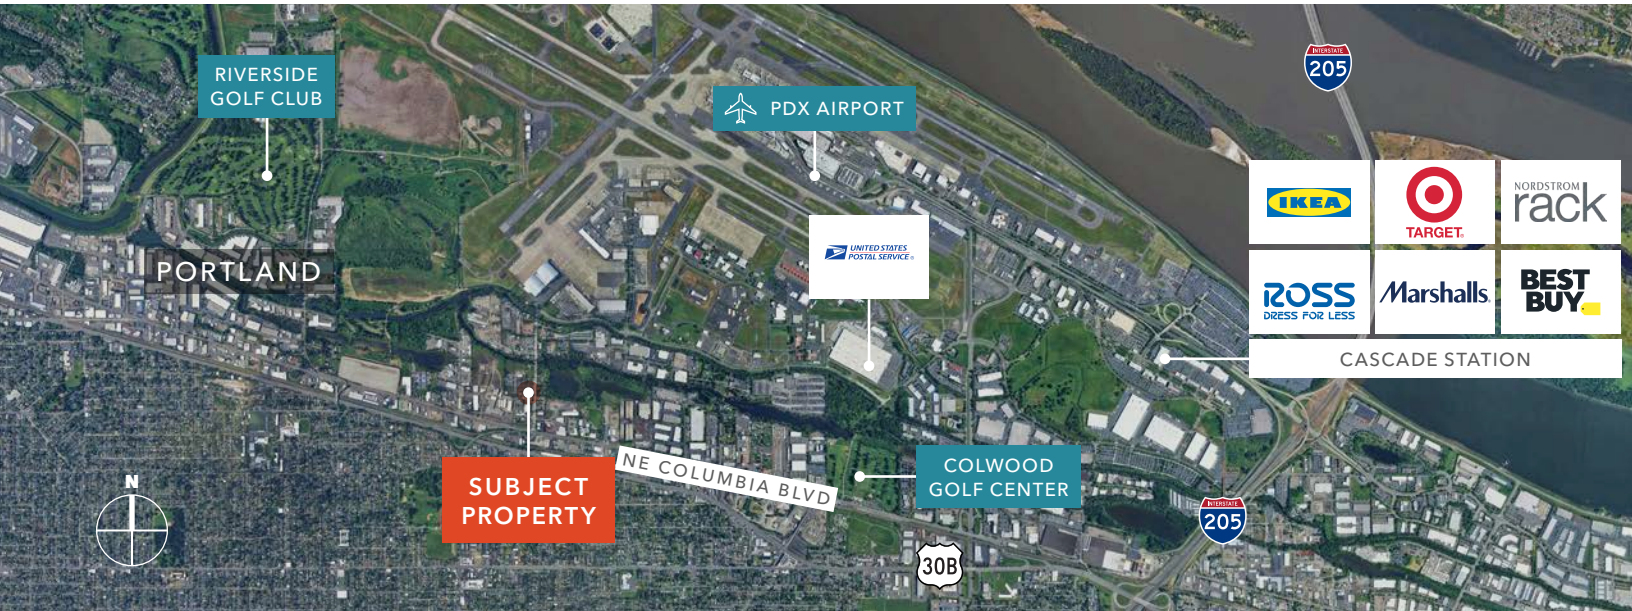 INTERSTATE
205
RIVERSIDE
GOLF CLUB
PDX AIRPORT
IKEA
TARGET
NORDSTROM
rack
UNITED STATES
POSTAL SERVICE®
PORTLAND
ROSS
DRESS FOR LESS
Marshalls
BEST
BUY
CASCADE STATION
SUBJECT
PROPERTY
NE COLUMBIA BLVD
COLWOOD
GOLF CENTER
N
INTERSTATE
205
30B